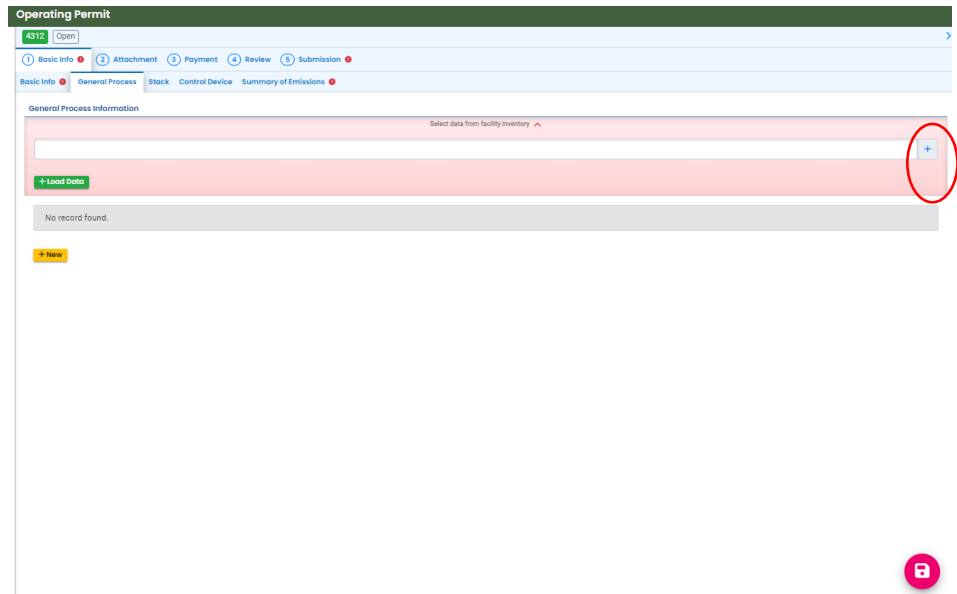 Operating Permit
4312 Open
1 Basic Info 2 Attachment 3 Payment 4 Review 5 Submission
Basic Info General Process Stack Control Device Summary of Emissions
General Process Information
Select data from facility inventory
+
+ Load Data
No record found.
+ New